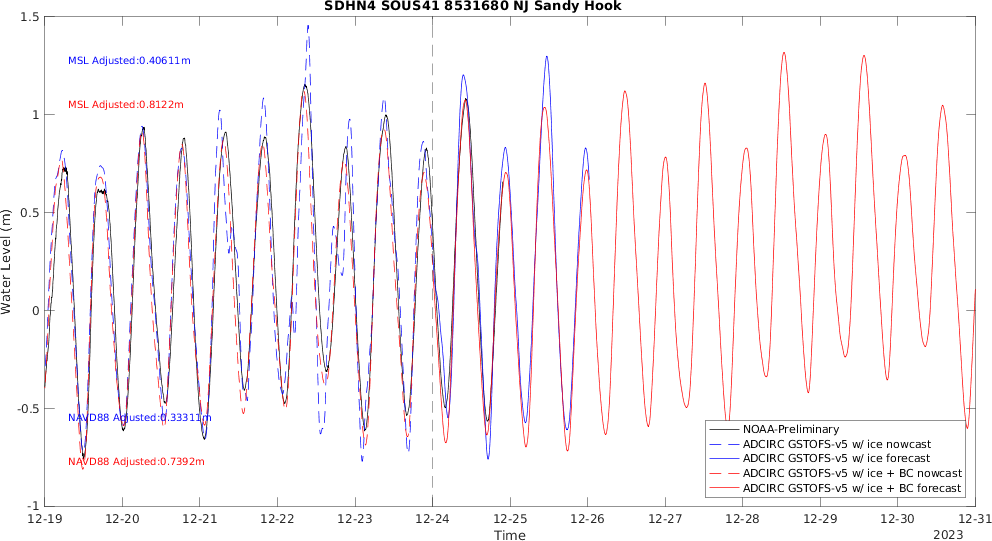 SDHN4 SOUS41 8531680 NJ Sandy Hook
1.5
1
0.5
0
-0.5
-1
Water Level (m)
MSL Adjusted:0.40611m
MSL Adjusted:0.8122m
NAVD88 Adjusted:0.33311m
NAVD88 Adjusted:0.7392m
NOAA-Preliminary
ADCIRC GSTOFS-v5 w/ ice nowcast
ADCIRC GSTOFS-v5 w/ ice forecast
ADCIRC GSTOFS-v5 w/ ice + BC nowcast
ADCIRC GSTOFS-v5 w/ ice + BC forecast
12-19 12-20 12-21 12-22 12-23 12-24 12-25 12-26 12-27 12-28 12-29 12-30 12-31
Time
2023